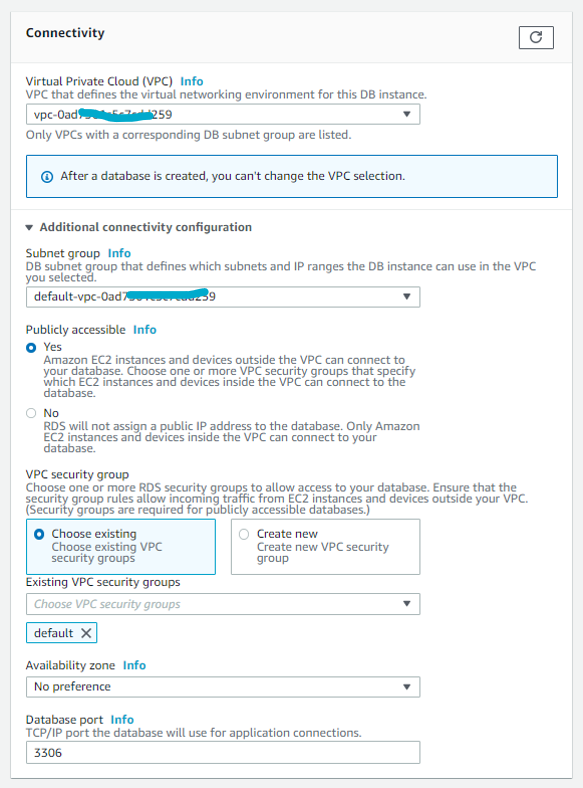 Connectivity
Virtual Private Cloud (VPC) Info
VPC that defines the virtual networking environment for this DB instance.
vpc-0ad 259
Only VPCs with a corresponding DB subnet group are listed.
After a database is created, you can't change the VPC selection.
Additional connectivity configuration
Subnet group Info
DB subnet group that defines which subnets and IP ranges the DB instance can use in the VPC
you selected.
default-vpc-0ad 59
Publicly accessible Info
Yes
Amazon EC2 instances and devices outside the VPC can connect to
your database. Choose one or more VPC security groups that specify
which EC2 instances and devices inside the VPC can connect to the
database.
No
RDS will not assign a public IP address to the database. Only Amazon
EC2 instances and devices inside the VPC can connect to your
database.
VPC security group
Choose one or more RDS security groups to allow access to your database. Ensure that the
security group rules allow incoming traffic from EC2 instances and devices outside your VPC.
(Security groups are required for publicly accessible databases.)
Choose existing
Choose existing VPC
security groups
Create new
Create new VPC security
group
Existing VPC security groups
Choose VPC security groups
default
Availability zone Info
No preference
Database port Info
TCP/IP port the database will use for application connections.
3306